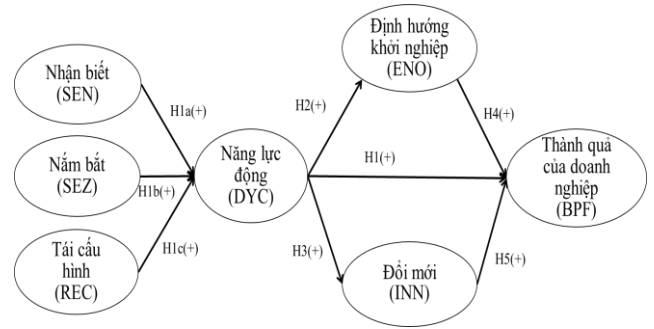 Nhận biết
(SEN)
H1a(+)
Nắm bắt
(SEZ)
H1b(+)
Tái cấu
hình
(REC)
H1c(+)
Năng lực
động
(DYC)
H2(+)
H1(+)
H3(+)
Định hướng
khởi nghiệp
(ENO)
H4(+)
Đổi mới
(INN)
H5(+)
Thành quả
của doanh
nghiệp
(BPF)